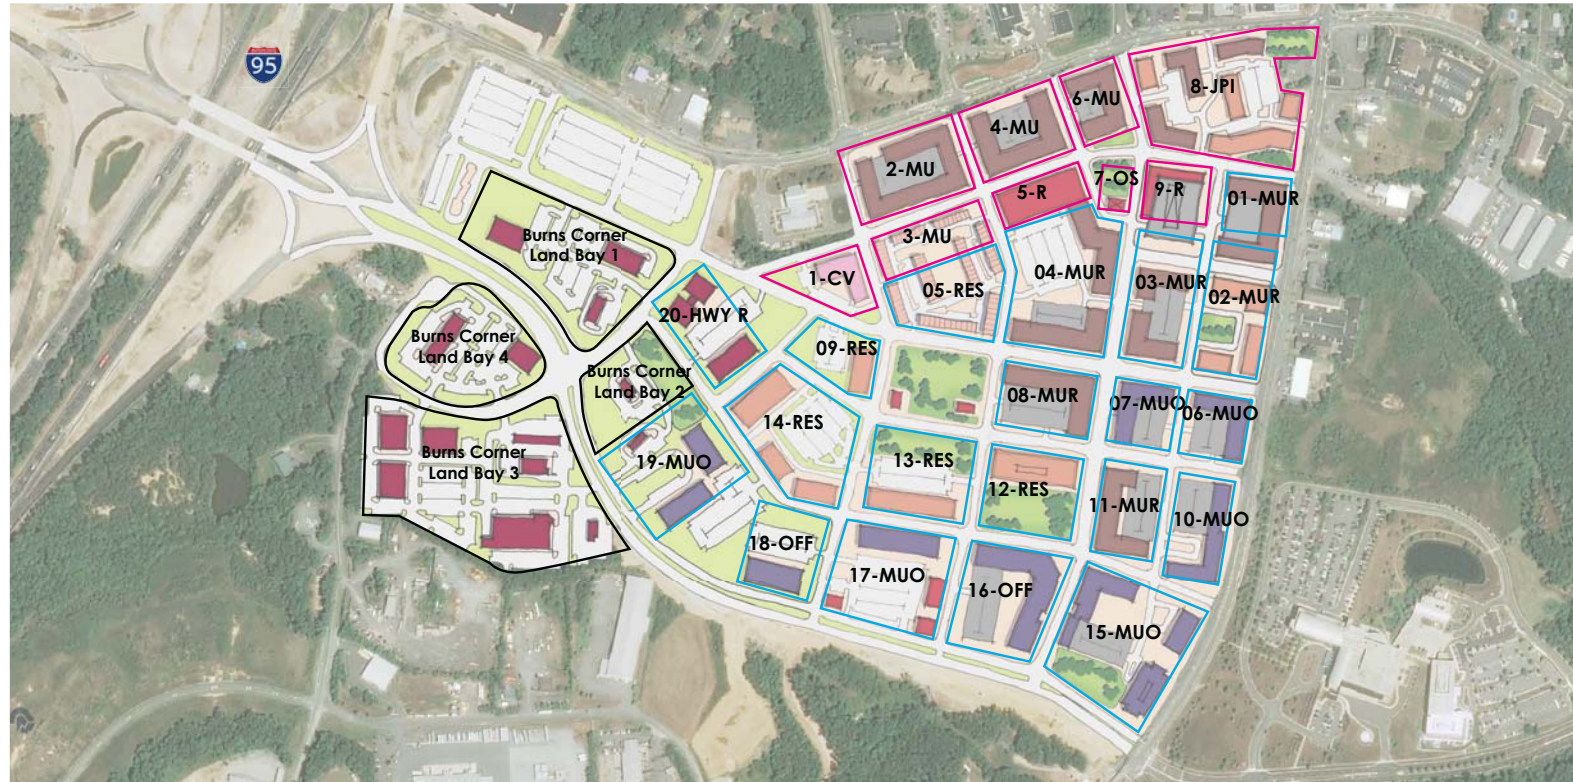 95
8-JPI
6-MU
4-MU
2-MU
7-OS
9-R
5-R
01-MUR
3-MU
Burns Corner
Land Bay 1
1-CV
04-MUR
03-MUR
05-RES
02-MUR
20-HWY R
Burns Corner
Land Bay 4
09-RES
Burns Corner
Land Bay 2
08-MUR
07-MUO
06-MUO
14-RES
Burns Corner
Land Bay 3
19-MUO
13-RES
12-RES
11-MUR
10-MUO
18-OFF
17-MUO
16-OFF
15-MUO